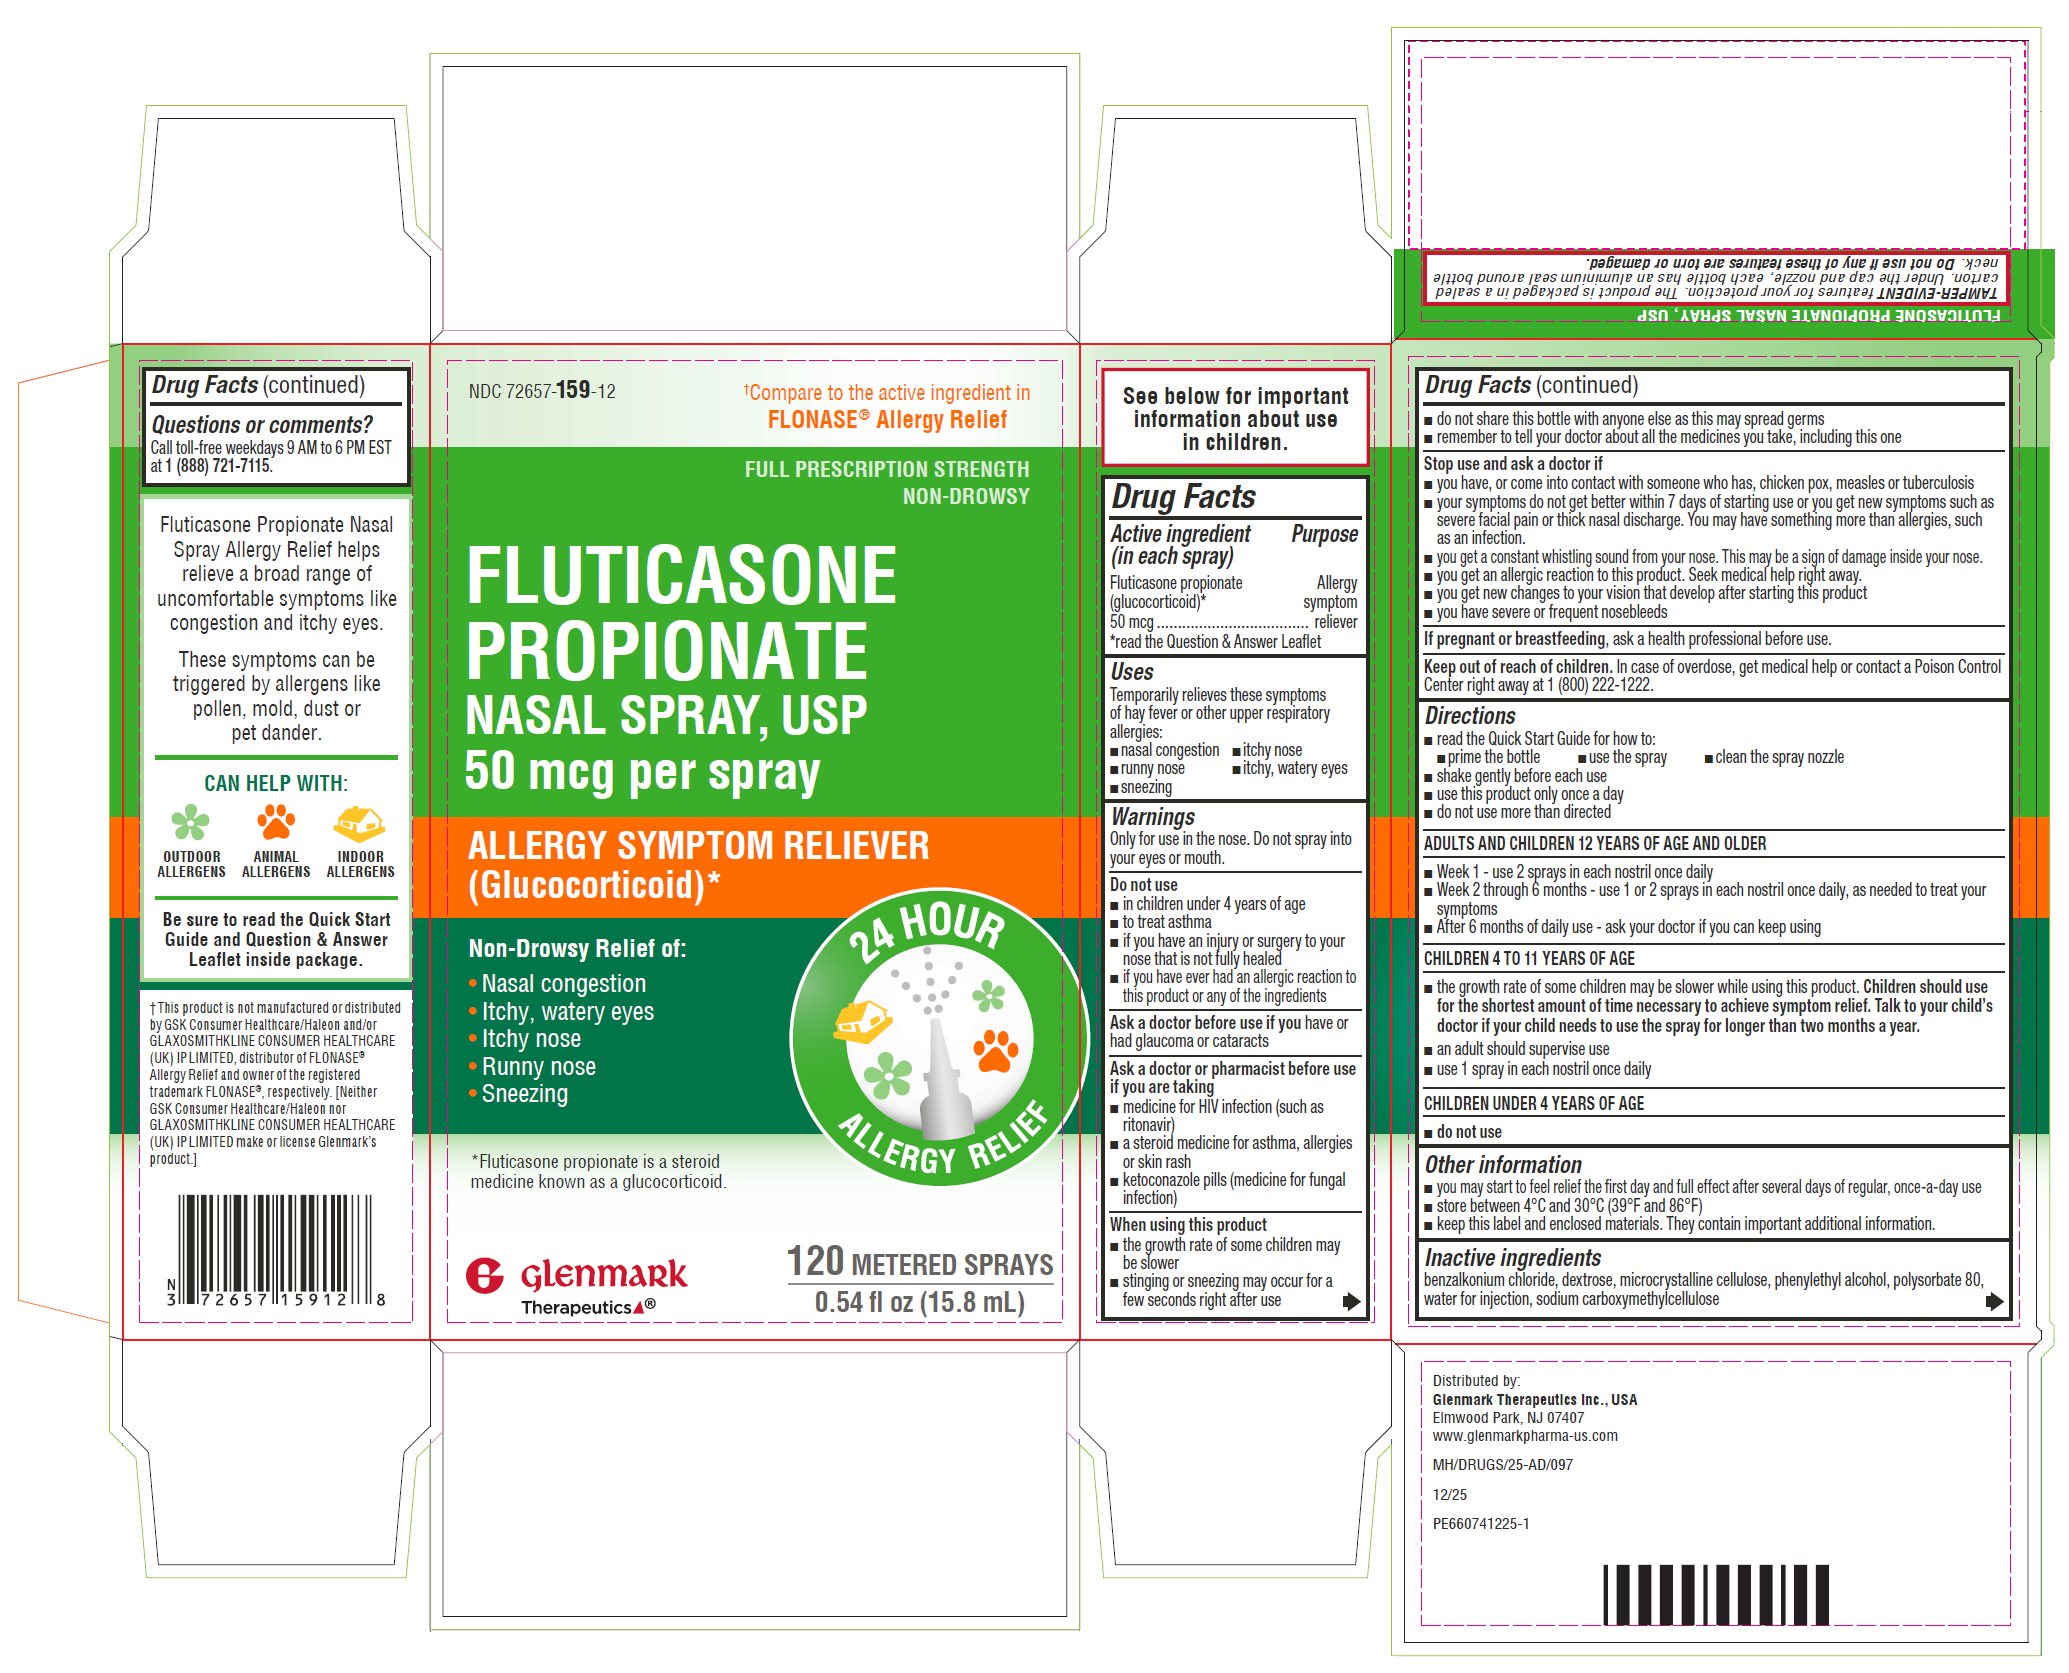 Drug Facts (continued)
Questions or comments?
Call toll-free weekdays 9 AM to 6 PM EST
at 1 (888) 721-7115.
Fluticasone Propionate Nasal
Spray Allergy Relief helps
relieve a broad range of
uncomfortable symptoms like
congestion and itchy eyes.
These symptoms can be
triggered by allergens like
pollen, mold, dust or
pet dander.
CAN HELP WITH:
OUTDOOR ALLERGENS
ANIMAL ALLERGENS
INDOOR ALLERGENS
Be sure to read the Quick Start
Guide and Question & Answer
Leaflet inside package.
† This product is not manufactured or distributed
by GSK Consumer Healthcare/Haleon and/or
GLAXOSMITHKLINE CONSUMER HEALTHCARE
(UK) IP LIMITED, distributor of FLONASE®
Allergy Relief and owner of the registered
trademark FLONASE®, respectively. [Neither
GSK Consumer Healthcare/Haleon nor
GLAXOSMITHKLINE CONSUMER HEALTHCARE
(UK) IP LIMITED make or license Glenmark's
product.]
N
3 72657 15912 8
NDC 72657-159-12
†Compare to the active ingredient in
FLONASE® Allergy Relief
FULL PRESCRIPTION STRENGTH
NON-DROWSY
FLUTICASONE
PROPIONATE
NASAL SPRAY, USP
50 mcg per spray
ALLERGY SYMPTOM RELIEVER
(Glucocorticoid)*
Non-Drowsy Relief of:
• Nasal congestion
• Itchy, watery eyes
• Itchy nose
• Runny nose
• Sneezing
24 HOUR
ALLERGY RELIEF
*Fluticasone propionate is a steroid
medicine known as a glucocorticoid.
glenmark
Therapeutics®
120 METERED SPRAYS
0.54 fl oz (15.8 mL)
See below for important
information about use
in children.
Drug Facts
Active ingredient Purpose
(in each spray)
Fluticasone propionate Allergy
(glucocorticoid)* symptom
50 mcg .................................. reliever
*read the Question & Answer Leaflet
Uses
Temporarily relieves these symptoms
of hay fever or other upper respiratory
allergies:
■ nasal congestion ■ itchy nose
■ runny nose ■ itchy, watery eyes
■ sneezing
Warnings
Only for use in the nose. Do not spray into
your eyes or mouth.
Do not use
■ in children under 4 years of age
■ to treat asthma
■ if you have an injury or surgery to your
nose that is not fully healed
■ if you have ever had an allergic reaction to
this product or any of the ingredients
Ask a doctor before use if you have or
had glaucoma or cataracts
Ask a doctor or pharmacist before use
if you are taking
■ medicine for HIV infection (such as
ritonavir)
■ a steroid medicine for asthma, allergies
or skin rash
■ ketoconazole pills (medicine for fungal
infection)
When using this product
■ the growth rate of some children may
be slower
■ stinging or sneezing may occur for a
few seconds right after use
FLUTICASONE PROPIONATE NASAL SPRAY, USP
TAMPER-EVIDENT features for your protection. The product is packaged in a sealed
carton. Under the cap and nozzle, each bottle has an aluminium seal around bottle
neck. Do not use if any of these features are torn or damaged.
Drug Facts (continued)
■ do not share this bottle with anyone else as this may spread germs
■ remember to tell your doctor about all the medicines you take, including this one
Stop use and ask a doctor if
■ you have, or come into contact with someone who has, chicken pox, measles or tuberculosis
■ your symptoms do not get better within 7 days of starting use or you get new symptoms such as
severe facial pain or thick nasal discharge. You may have something more than allergies, such
as an infection.
■ you get a constant whistling sound from your nose. This may be a sign of damage inside your nose.
■ you get an allergic reaction to this product. Seek medical help right away.
■ you get new changes to your vision that develop after starting this product
■ you have severe or frequent nosebleeds
If pregnant or breastfeeding, ask a health professional before use.
Keep out of reach of children. In case of overdose, get medical help or contact a Poison Control
Center right away at 1 (800) 222-1222.
Directions
■ read the Quick Start Guide for how to:
■ prime the bottle ■ use the spray ■ clean the spray nozzle
■ shake gently before each use
■ use this product only once a day
■ do not use more than directed
ADULTS AND CHILDREN 12 YEARS OF AGE AND OLDER
■ Week 1 - use 2 sprays in each nostril once daily
■ Week 2 through 6 months - use 1 or 2 sprays in each nostril once daily, as needed to treat your
symptoms
■ After 6 months of daily use - ask your doctor if you can keep using
CHILDREN 4 TO 11 YEARS OF AGE
■ the growth rate of some children may be slower while using this product. Children should use
for the shortest amount of time necessary to achieve symptom relief. Talk to your child's
doctor if your child needs to use the spray for longer than two months a year.
■ an adult should supervise use
■ use 1 spray in each nostril once daily
CHILDREN UNDER 4 YEARS OF AGE
■ do not use
Other information
■ you may start to feel relief the first day and full effect after several days of regular, once-a-day use
■ store between 4°C and 30°C (39°F and 86°F)
■ keep this label and enclosed materials. They contain important additional information.
Inactive ingredients
benzalkonium chloride, dextrose, microcrystalline cellulose, phenylethyl alcohol, polysorbate 80,
water for injection, sodium carboxymethylcellulose
Distributed by:
Glenmark Therapeutics Inc., USA
Elmwood Park, NJ 07407
www.glenmarkpharma-us.com
MH/DRUGS/25-AD/097
12/25
PE660741225-1